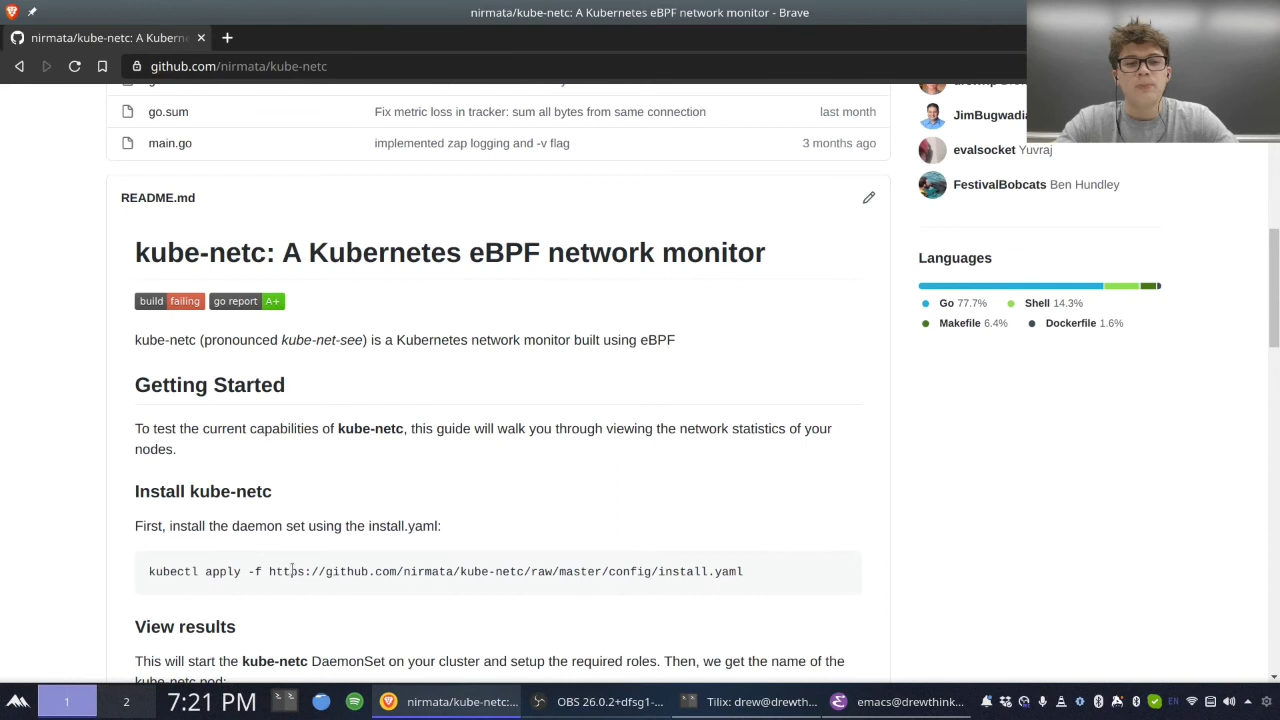 nirmata/kube-netc: A Kubernetes eBPF network monitor - Brave
nirmata/kube-netc: A Kuberne
github.com/nirmata/kube-netc
go.sum Fix metric loss in tracker: sum all bytes from same connection last month
main.go implemented zap logging and -v flag 3 months ago
JimBugwadia
evalsocket Yuvraj
FestivalBobcats Ben Hundley
README.md
kube-netc: A Kubernetes eBPF network monitor
build failing go report A+
kube-netc (pronounced kube-net-see) is a Kubernetes network monitor built using eBPF
Getting Started
To test the current capabilities of kube-netc, this guide will walk you through viewing the network statistics of your
nodes.
Install kube-netc
First, install the daemon set using the install.yaml:
kubectl apply -f https://github.com/nirmata/kube-netc/raw/master/config/install.yaml
View results
This will start the kube-netc DaemonSet on your cluster and setup the required roles. Then, we get the name of the
kube-netc pod:
Languages
Go 77.7% Shell 14.3%
Makefile 6.4% Dockerfile 1.6%
1 2 7:21 PM nirmata/kube-netc:... OBS 26.0.2+dfsg1-... Tilix: drew@drewth... emacs@drewthink...